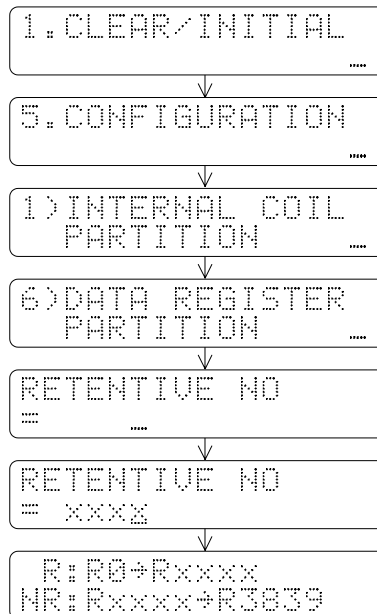 1.CLEAR/INITIAL
5.CONFIGURATION
1)INTERNAL COIL
PARTITION
6)DATA REGISTER
PARTITION
RETENTIVE NO
=
RETENTIVE NO
= xxxx
R:R0→Rxxxx
NR:Rxxxx→R3839